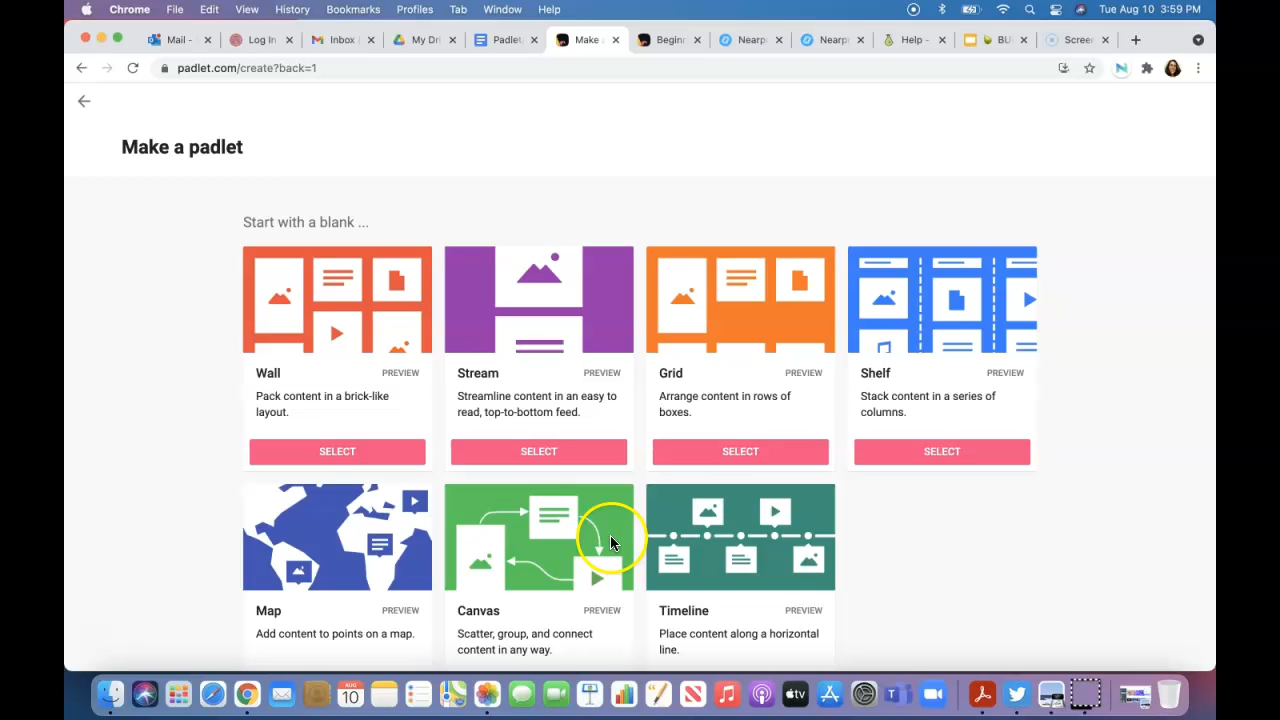 Chrome File Edit View History Bookmarks Profiles Tab Window Help Tue Aug 10 3:59 PM
Mail - Log In Inbox My Dri Padlet Make Beginn Nearpo Nearpo Help - BU Screen
padlet.com/create?back=1
Make a padlet
Start with a blank ...
Wall PREVIEW
Pack content in a brick-like
layout.
SELECT
Stream PREVIEW
Streamline content in an easy to
read, top-to-bottom feed.
SELECT
Grid PREVIEW
Arrange content in rows of
boxes.
SELECT
Shelf PREVIEW
Stack content in a series of
columns.
SELECT
Map PREVIEW
Add content to points on a map.
Canvas PREVIEW
Scatter, group, and connect
content in any way.
Timeline PREVIEW
Place content along a horizontal
line.
AUG
10
tv